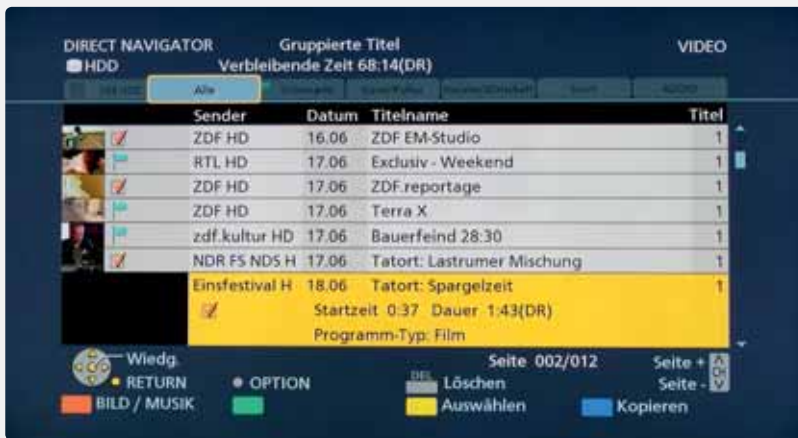 DIRECT NAVIGATOR Gruppierte Titel VIDEO
HDD Verbleibende Zeit 68:14(DR)
Alle
Sender Datum Titelname Titel
ZDF HD 16.06 ZDF EM-Studio 1
RTL HD 17.06 Exclusiv - Weekend 1
ZDF HD 17.06 ZDF.reportage 1
ZDF HD 17.06 Terra X 1
zdf.kultur HD 17.06 Bauerfeind 28:30 1
NDR FS NDS H 17.06 Tatort: Lastrumer Mischung 1
Einsfestival H 18.06 Tatort: Spargelzeit 1
Startzeit 0:37 Dauer 1:43(DR)
Programm-Typ: Film
Wiedg. Seite 002/012 Seite +
CH
RETURN OPTION DEL Löschen Seite -
BILD / MUSIK Auswählen Kopieren